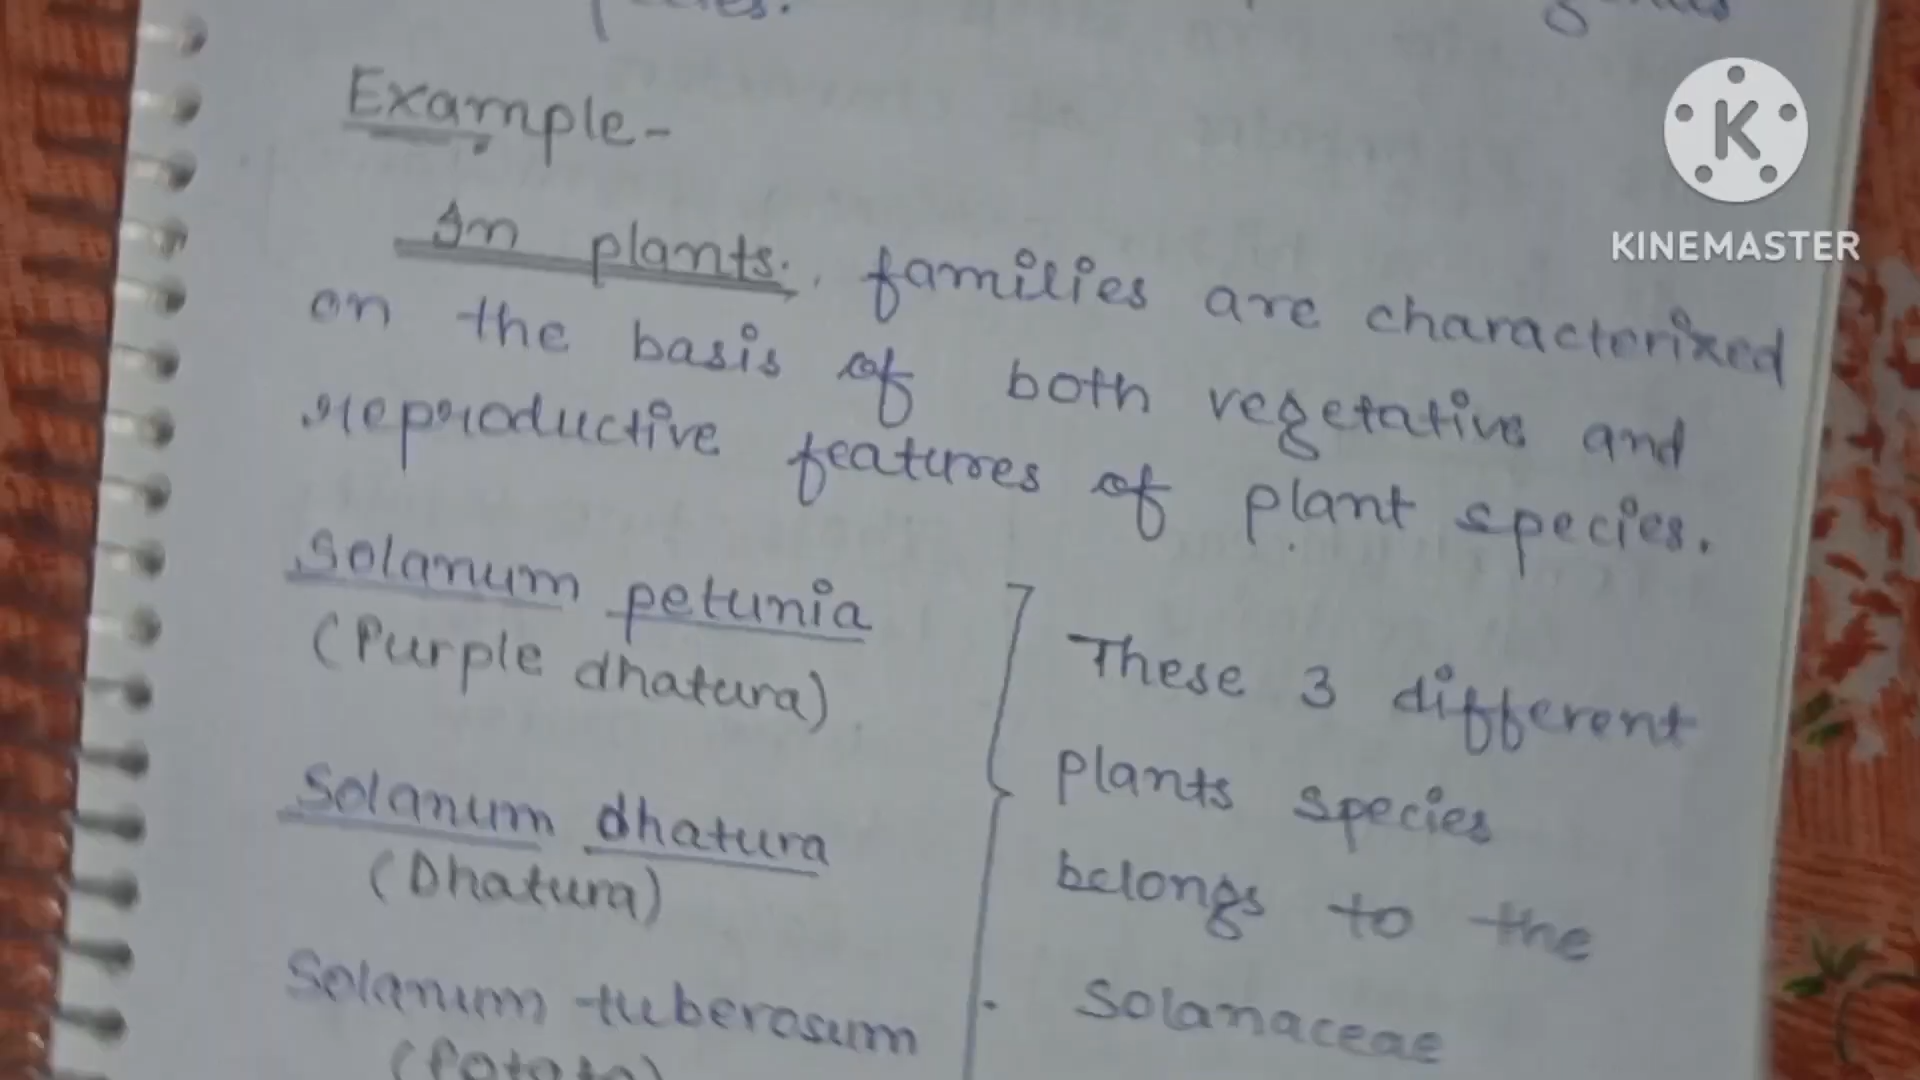 Example-
In plants, families are characterized
on the basis of both vegetative and
reproductive features of plant species.
Solanum petunia
(Purple dhatura)
Solanum dhatura
(Dhatura)
Solanum tuberosum
(Potato)
These 3 different
plants species
belongs to the
Solanaceae
K
KINEMASTER